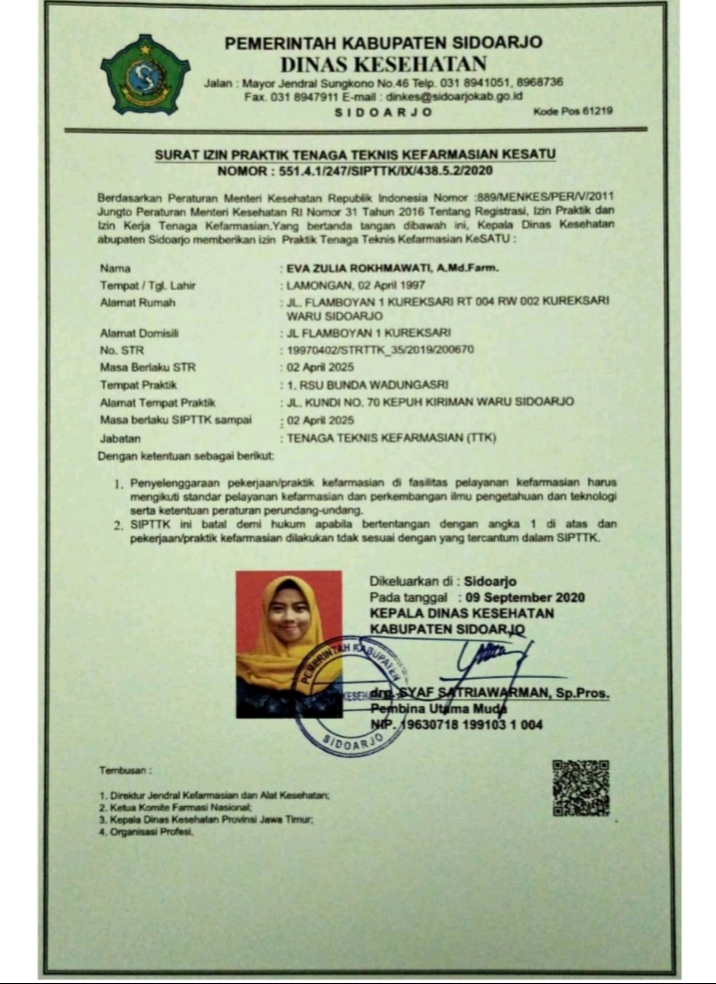 PEMERINTAH KABUPATEN SIDOARJO
DINAS KESEHATAN
Jalan : Mayor Jendral Sungkono No.46 Telp. 031 8941051, 8968736
Fax. 031 8947911 E-mail : dinkes@sidoarjokab.go.id
S I D O A R J O Kode Pos 61219
SURAT IZIN PRAKTIK TENAGA TEKNIS KEFARMASIAN KESATU
NOMOR : 551.4.1/247/SIPTTK/IX/438.5.2/2020
Berdasarkan Peraturan Menteri Kesehatan Republik Indonesia Nomor :889/MENKES/PER/V/2011
Jungto Peraturan Menteri Kesehatan RI Nomor 31 Tahun 2016 Tentang Registrasi, Izin Praktik dan
Izin Kerja Tenaga Kefarmasian.Yang bertanda tangan dibawah ini, Kepala Dinas Kesehatan
abupaten Sidoarjo memberikan izin Praktik Tenaga Teknis Kefarmasian KeSATU :
Nama : EVA ZULIA ROKHMAWATI, A.Md.Farm.
Tempat / Tgl. Lahir : LAMONGAN, 02 April 1997
Alamat Rumah : JL. FLAMBOYAN 1 KUREKSARI RT 004 RW 002 KUREKSARI
WARU SIDOARJO
Alamat Domisili : JL FLAMBOYAN 1 KUREKSARI
No. STR : 19970402/STRTTK_35/2019/200670
Masa Berlaku STR : 02 April 2025
Tempat Praktik : 1. RSU BUNDA WADUNGASRI
Alamat Tempat Praktik : JL. KUNDI NO. 70 KEPUH KIRIMAN WARU SIDOARJO
Masa berlaku SIPTTK sampai : 02 April 2025
Jabatan : TENAGA TEKNIS KEFARMASIAN (TTK)
Dengan ketentuan sebagai berikut:
1. Penyelenggaraan pekerjaan/praktik kefarmasian di fasilitas pelayanan kefarmasian harus
mengikuti standar pelayanan kefarmasian dan perkembangan ilmu pengetahuan dan teknologi
serta ketentuan peraturan perundang-undang.
2. SIPTTK ini batal demi hukum apabila bertentangan dengan angka 1 di atas dan
pekerjaan/praktik kefarmasian dilakukan tdak sesuai dengan yang tercantum dalam SIPTTK.
Dikeluarkan di : Sidoarjo
Pada tanggal : 09 September 2020
KEPALA DINAS KESEHATAN
KABUPATEN SIDOARJO
PEMERINTAH KABUPATEN
SIDOARJO
drg. SYAF SATRIAWARMAN, Sp.Pros.
Pembina Utama Muda
NIP. 19630718 199103 1 004
Tembusan :
1. Direktur Jendral Kefarmasian dan Alat Kesehatan;
2. Ketua Komite Farmasi Nasional;
3. Kepala Dinas Kesehatan Provinsi Jawa Timur;
4. Organisasi Profesi.